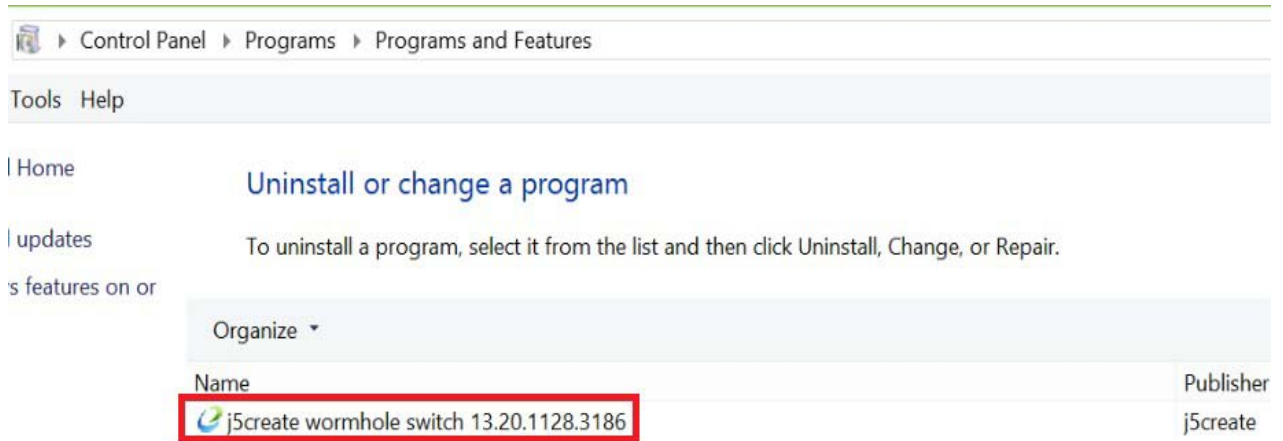 Control Panel Programs Programs and Features
Tools Help
Home
Uninstall or change a program
updates
To uninstall a program, select it from the list and then click Uninstall, Change, or Repair.
s features on or
Organize
Name Publisher
j5create wormhole switch 13.20.1128.3186 j5create